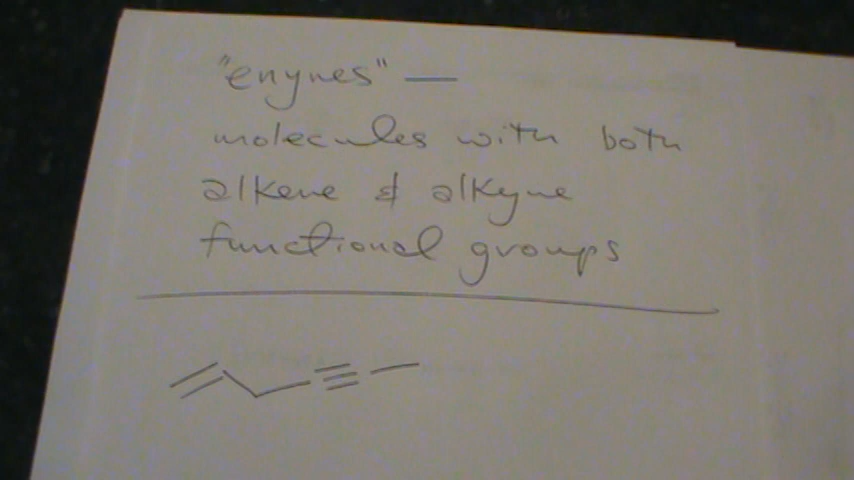 "enynes" —
molecules with both
alkene & alkyne
functional groups